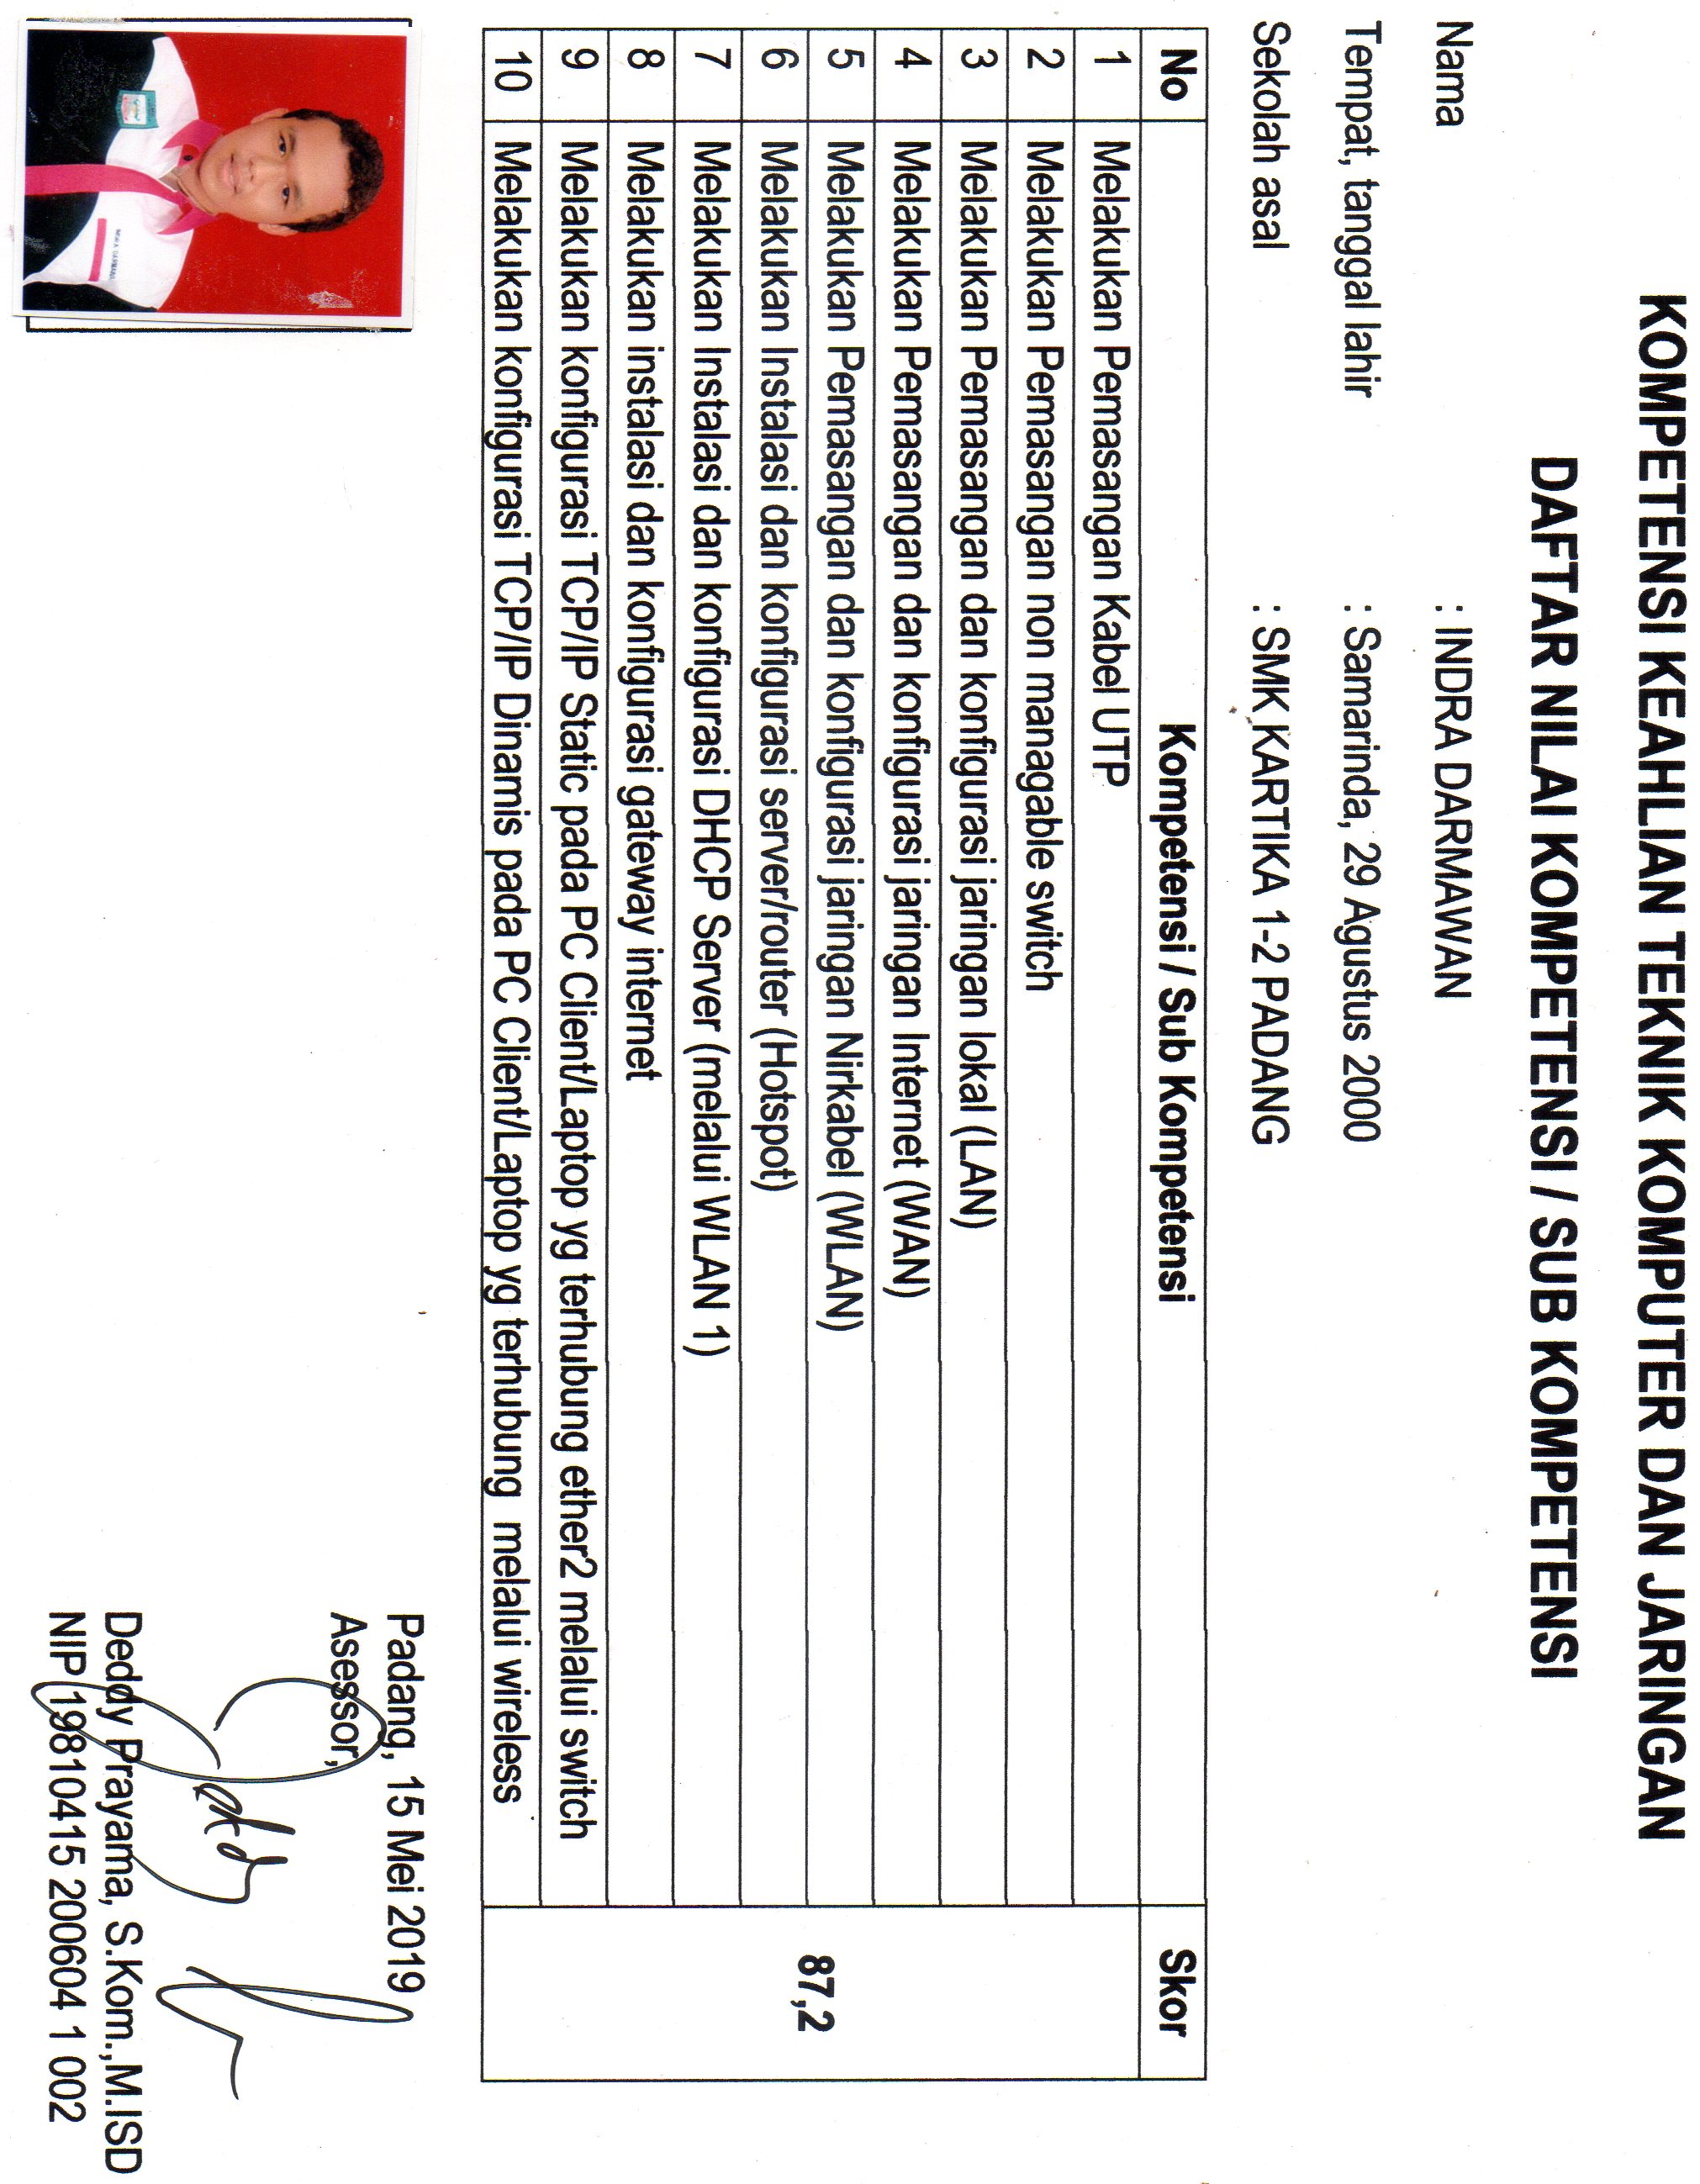 KOMPETENSI KEAHLIAN TEKNIK KOMPUTER DAN JARINGAN
DAFTAR NILAI KOMPETENSI / SUB KOMPETENSI
Nama : INDRA DARMAWAN
Tempat, tanggal lahir : Samarinda, 29 Agustus 2000
Sekolah asal : SMK KARTIKA 1-2 PADANG
No Kompetensi / Sub Kompetensi Skor
1 Melakukan Pemasangan Kabel UTP
2 Melakukan Pemasangan non managable switch
3 Melakukan Pemasangan dan konfigurasi jaringan lokal (LAN)
4 Melakukan Pemasangan dan konfigurasi jaringan Internet (WAN)
5 Melakukan Pemasangan dan konfigurasi jaringan Nirkabel (WLAN)
87,2
6 Melakukan Instalasi dan konfigurasi server/router (Hotspot)
7 Melakukan Instalasi dan konfigurasi DHCP Server (melalui WLAN 1)
8 Melakukan instalasi dan konfigurasi gateway internet
9 Melakukan konfigurasi TCP/IP Static pada PC Client/Laptop yg terhubung ether2 melalui switch
10 Melakukan konfigurasi TCP/IP Dinamis pada PC Client/Laptop yg terhubung melalui wireless
Padang, 15 Mei 2019
Asessor,
Deddy Prayama, S.Kom.,M.ISD
NIP 19810415 200604 1 002
INDRA DARMAWAN